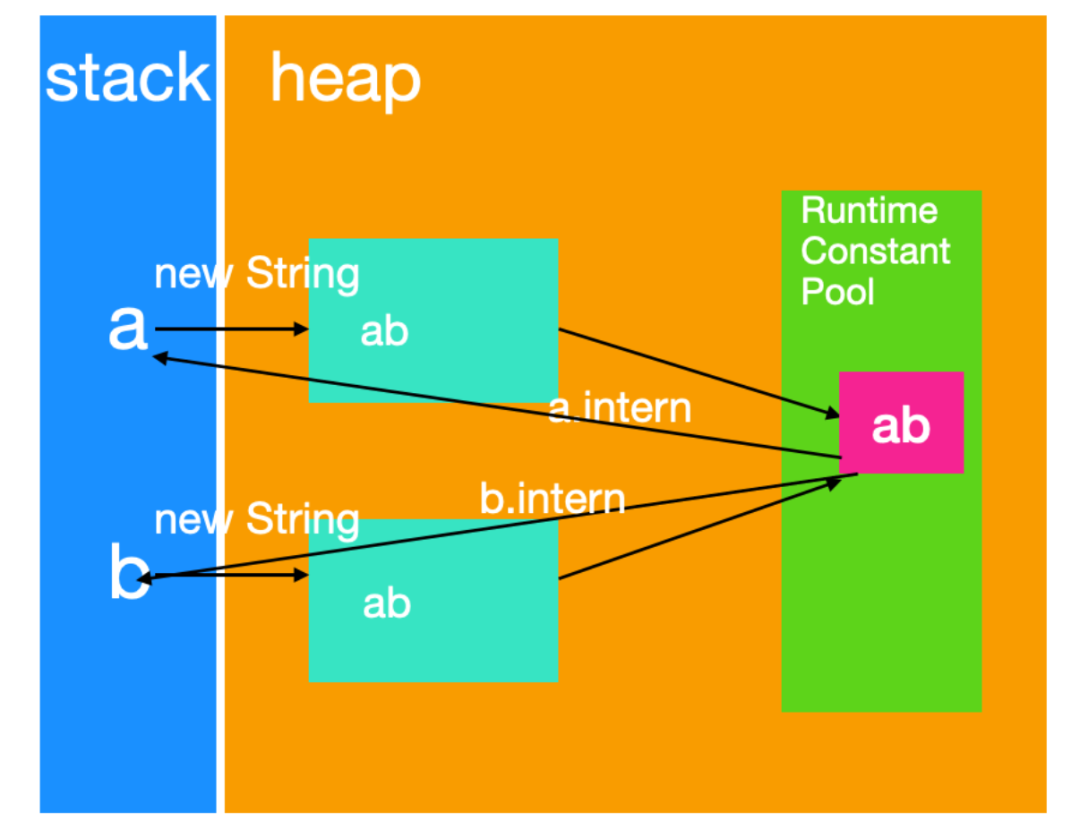 stack
heap
Runtime
Constant
Pool
new String
a
ab
a.intern
ab
b.intern
new String
b
ab